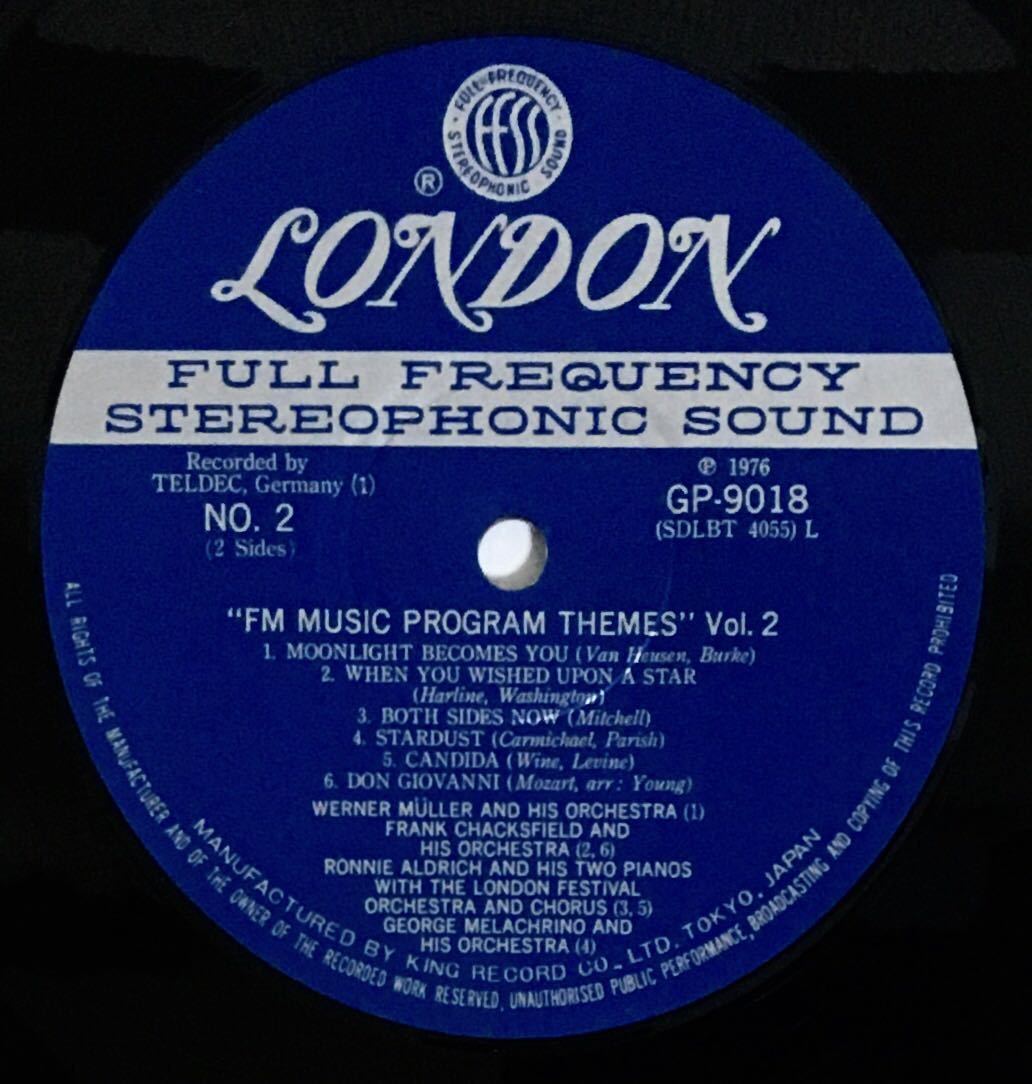 FULL FREQUENCY
STEREOPHONIC SOUND
FFSS
®
LONDON
FULL FREQUENCY
STEREOPHONIC SOUND
Recorded by
TELDEC, Germany (1)
NO. 2
(2 Sides)
℗ 1976
GP-9018
(SDLBT 4055) L
"FM MUSIC PROGRAM THEMES" Vol. 2
1. MOONLIGHT BECOMES YOU (Van Heusen, Burke)
2. WHEN YOU WISHED UPON A STAR
(Harline, Washington)
3. BOTH SIDES NOW (Mitchell)
4. STARDUST (Carmichael, Parish)
5. CANDIDA (Wine, Levine)
6. DON GIOVANNI (Mozart, arr: Young)
WERNER MÜLLER AND HIS ORCHESTRA (1)
FRANK CHACKSFIELD AND
HIS ORCHESTRA (2, 6)
RONNIE ALDRICH AND HIS TWO PIANOS
WITH THE LONDON FESTIVAL
ORCHESTRA AND CHORUS (3, 5)
GEORGE MELACHRINO AND
HIS ORCHESTRA (4)
MANUFACTURED BY KING RECORD CO., LTD. TOKYO. JAPAN
ALL RIGHTS OF THE MANUFACTURER AND OF THE OWNER OF THE RECORDED WORK RESERVED, UNAUTHORISED PUBLIC PERFORMANCE, BROADCASTING AND COPYING OF THIS RECORD PROHIBITED